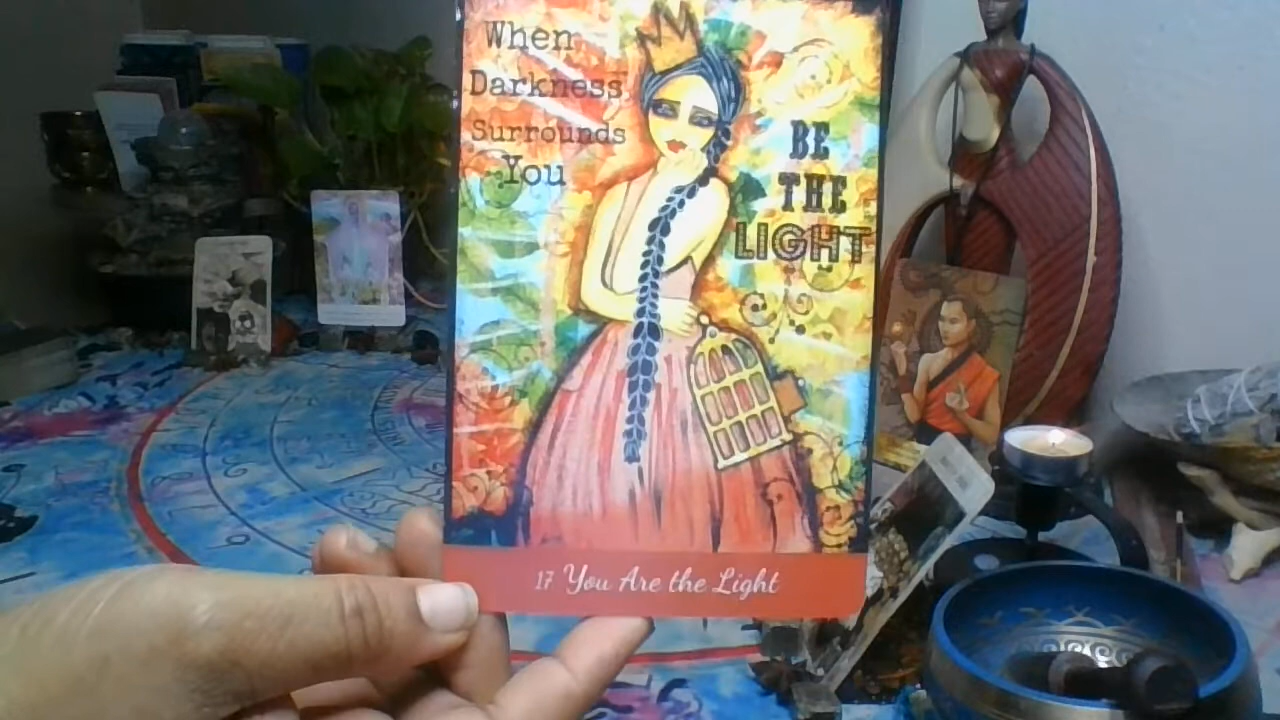 When
Darkness
Surrounds
You
BE
THE
LIGHT
17 You Are the Light